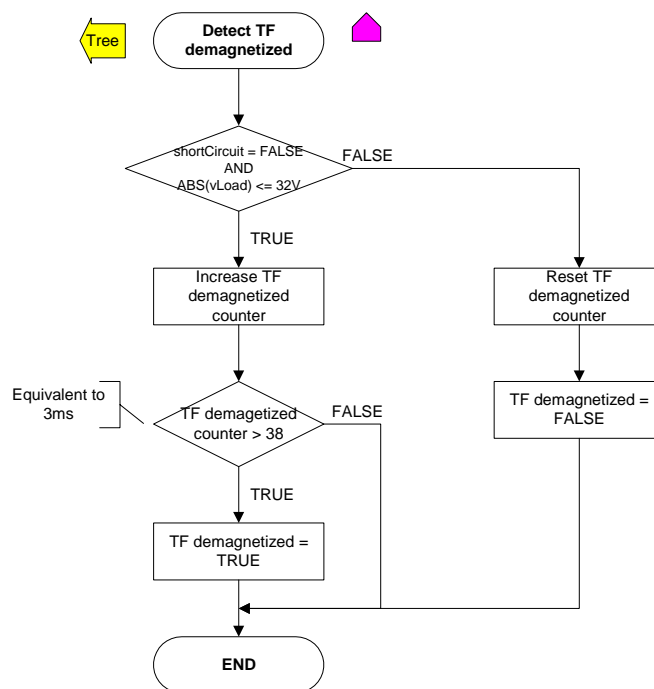 Tree
Detect TF
demagnetized
shortCircuit = FALSE
AND
ABS(vLoad) <= 32V
FALSE
TRUE
Increase TF
demagnetized
counter
Reset TF
demagnetized
counter
Equivalent to
3ms
TF demagetized
counter > 38
FALSE
TF demagnetized =
FALSE
TRUE
TF demagnetized =
TRUE
END